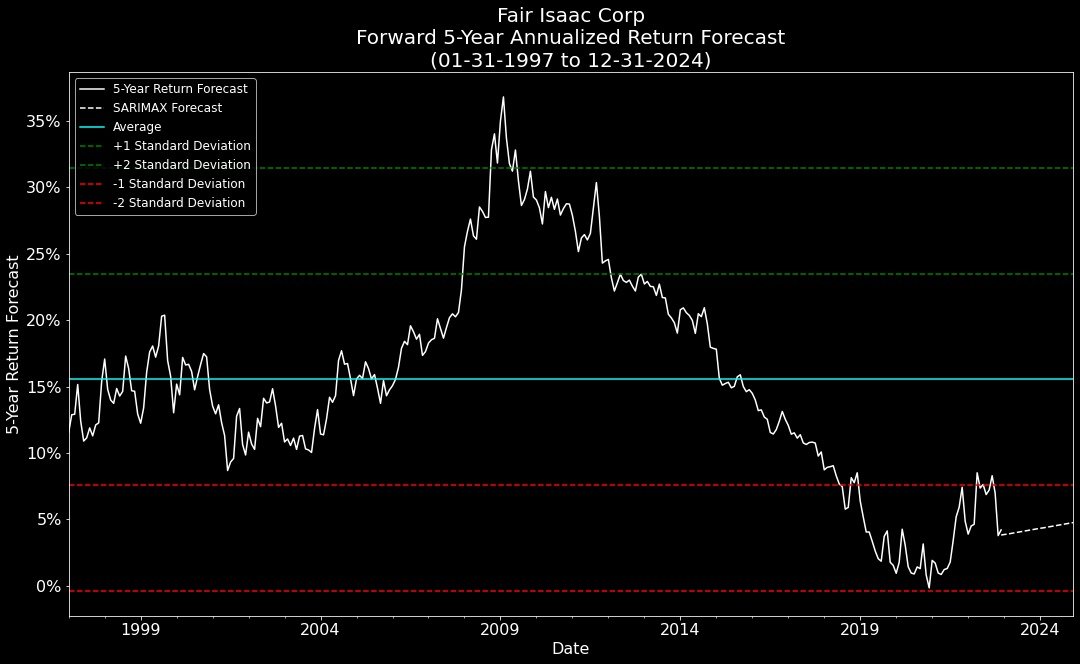 Fair Isaac Corp
Forward 5-Year Annualized Return Forecast
(01-31-1997 to 12-31-2024)
5-Year Return Forecast
SARIMAX Forecast
Average
+1 Standard Deviation
+2 Standard Deviation
-1 Standard Deviation
-2 Standard Deviation
5-Year Return Forecast
35%
30%
25%
20%
15%
10%
5%
0%
1999
2004
2009
2014
2019
2024
Date